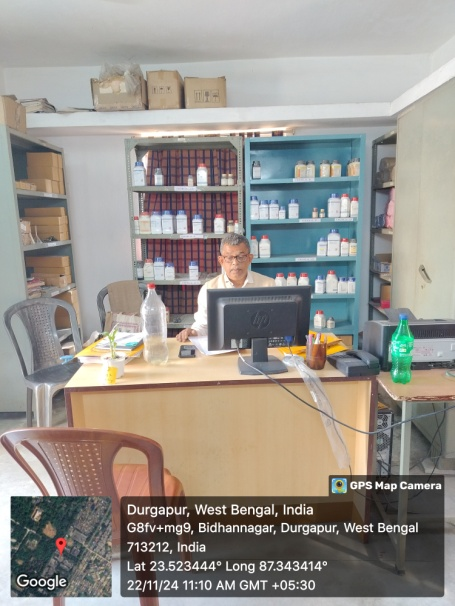 GPS Map Camera
Durgapur, West Bengal, India
G8fv+mg9, Bidhannagar, Durgapur, West Bengal
713212, India
Lat 23.523444° Long 87.343414°
22/11/24 11:10 AM GMT +05:30
Google
hp